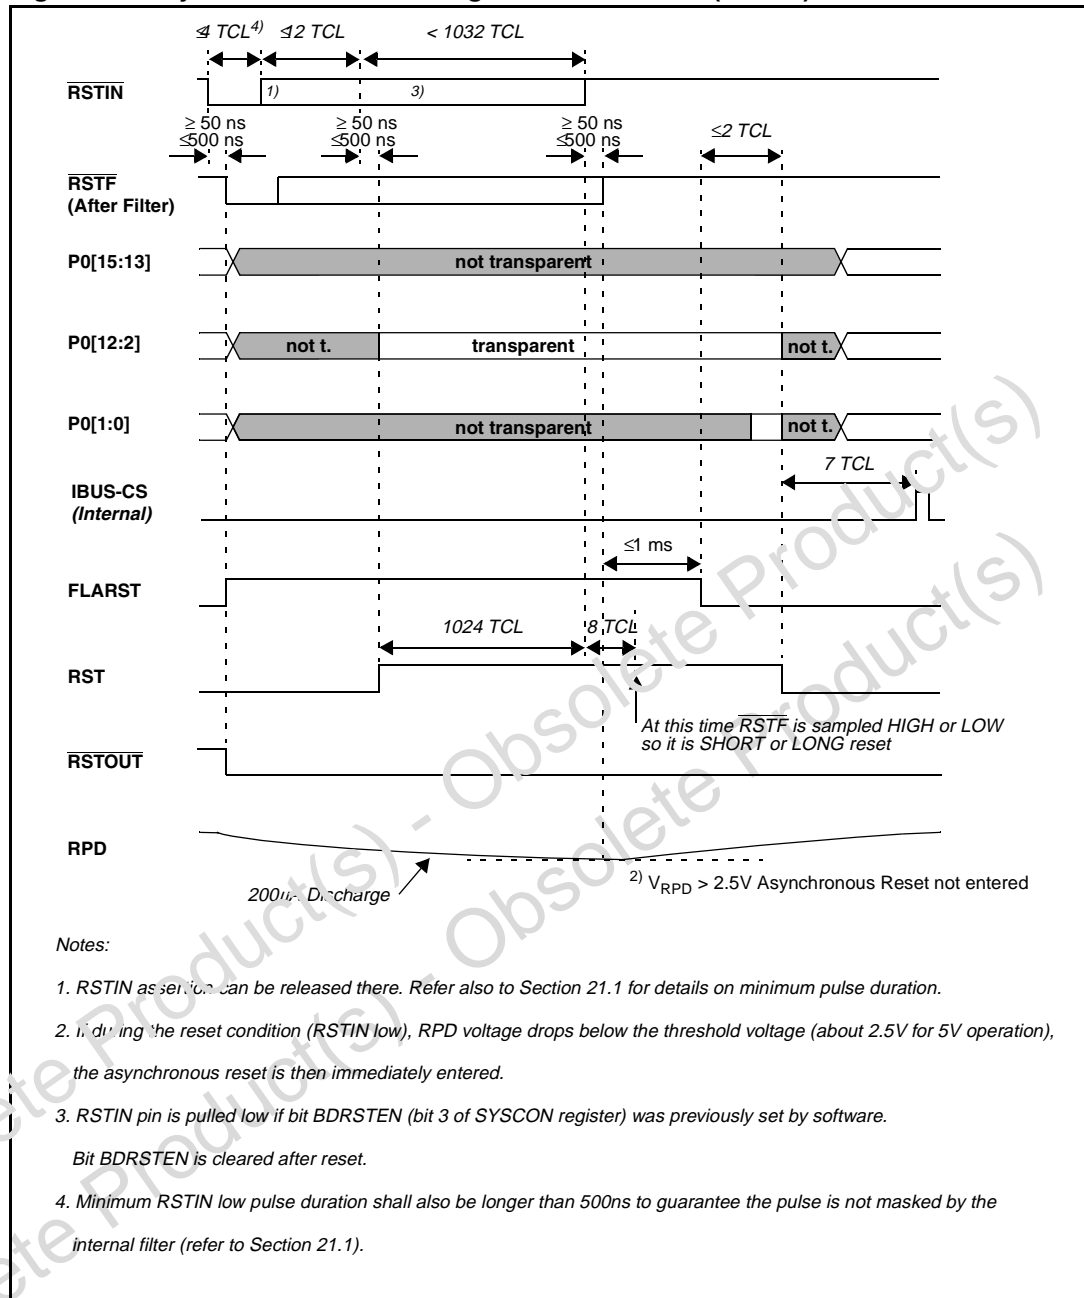 ≤4 TCL4) ≤12 TCL < 1032 TCL
RSTIN
1) 3)
≥ 50 ns ≥ 50 ns ≥ 50 ns
≤500 ns ≤500 ns ≤500 ns ≤2 TCL
RSTF
(After Filter)
P0[15:13] not transparent
P0[12:2] not t. transparent not t.
P0[1:0] not transparent not t.
7 TCL
IBUS-CS
(Internal)
≤1 ms
FLARST
1024 TCL 8 TCL
RST
At this time RSTF is sampled HIGH or LOW
so it is SHORT or LONG reset
RSTOUT
RPD
200uA Discharge
2) VRPD > 2.5V Asynchronous Reset not entered
Notes:
1. RSTIN assertion can be released there. Refer also to Section 21.1 for details on minimum pulse duration.
2. If during the reset condition (RSTIN low), RPD voltage drops below the threshold voltage (about 2.5V for 5V operation),
the asynchronous reset is then immediately entered.
3. RSTIN pin is pulled low if bit BDRSTEN (bit 3 of SYSCON register) was previously set by software.
Bit BDRSTEN is cleared after reset.
4. Minimum RSTIN low pulse duration shall also be longer than 500ns to guarantee the pulse is not masked by the
internal filter (refer to Section 21.1).
Obsolete Product(s) - Obsolete Product(s)